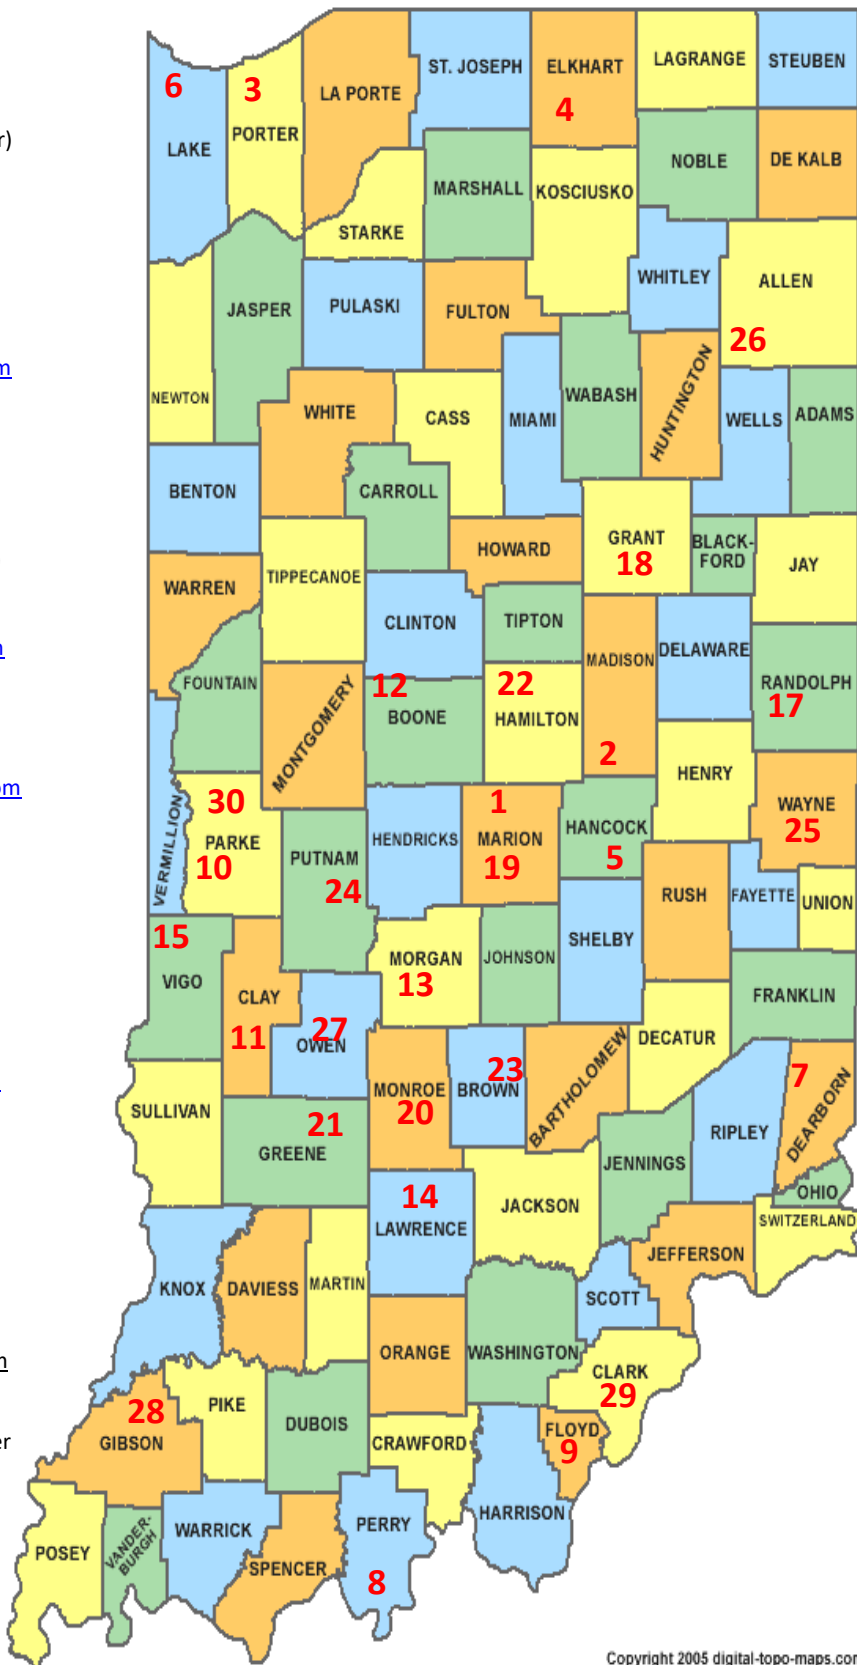 ST. JOSEPH
ELKHART
LAGRANGE
STEUBEN
6
3
LA PORTE
4
LAKE
PORTER
r)
NOBLE
DE KALB
MARSHALL
KOSCIUSKO
STARKE
WHITLEY
ALLEN
JASPER
PULASKI
FULTON
26
m
NEWTON
WHITE
CASS
MIAMI
WABASH
HUNTINGTON
WELLS
ADAMS
BENTON
CARROLL
HOWARD
GRANT
18
BLACK-
FORD
JAY
WARREN
TIPPECANOE
CLINTON
TIPTON
MADISON
DELAWARE
FOUNTAIN
12
22
RANDOLPH
17
MONTGOMERY
BOONE
HAMILTON
2
HENRY
om
30
1
WAYNE
25
VERMILLION
PARKE
10
PUTNAM
24
HENDRICKS
MARION
19
HANCOCK
5
RUSH
FAYETTE
UNION
15
VIGO
CLAY
11
MORGAN
13
JOHNSON
SHELBY
FRANKLIN
27
OWEN
DECATUR
SULLIVAN
MONROE
20
23
BROWN
BARTHOLOMEW
7
DEARBORN
21
GREENE
RIPLEY
JENNINGS
OHIO
14
LAWRENCE
JACKSON
SWITZERLAND
JEFFERSON
KNOX
DAVIESS
MARTIN
SCOTT
ORANGE
WASHINGTON
CLARK
29
28
GIBSON
PIKE
DUBOIS
CRAWFORD
FLOYD
9
er
HARRISON
POSEY
VANDER-
BURGH
WARRICK
SPENCER
PERRY
8
Copyright 2005 digital-topo-maps.com